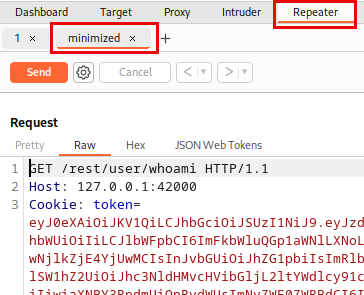 Dashboard Target Proxy Intruder Repeater
1 × minimized × +
Send Cancel < >
Request
Pretty Raw Hex JSON Web Tokens
1 GET /rest/user/whoami HTTP/1.1
2 Host: 127.0.0.1:42000
3 Cookie: token=
eyJ0eXAiOiJKV1QiLCJhbGciOiJSUzI1NiJ9.eyJzd
hbWUiOiIiLCJlbWFpbCI6ImFkbWluQGp1aWNlLXNoL
wNjlkZjE4YjUwMCIsInJvbGUiOiJhZG1pbiIsImRlb
lSW1hZ2UiOiJhc3NldHMvcHVibGljL2ltYWdlcy91c